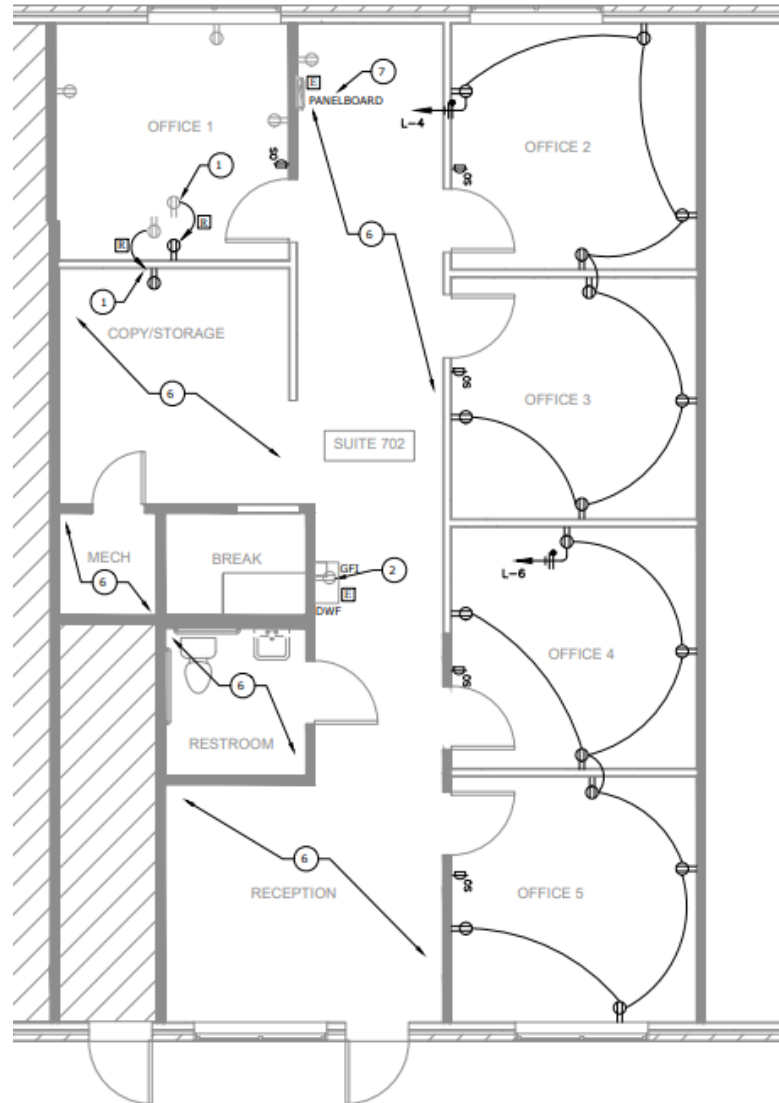 7
E
PANELBOARD
OFFICE 1
L-4
OFFICE 2
OS
OS
1
R
6
R
1
COPY/STORAGE
OS
6
OFFICE 3
SUITE 702
MECH
BREAK
GFI
2
L-6
6
E
DWF
OFFICE 4
OS
6
RESTROOM
6
RECEPTION
OS
OFFICE 5